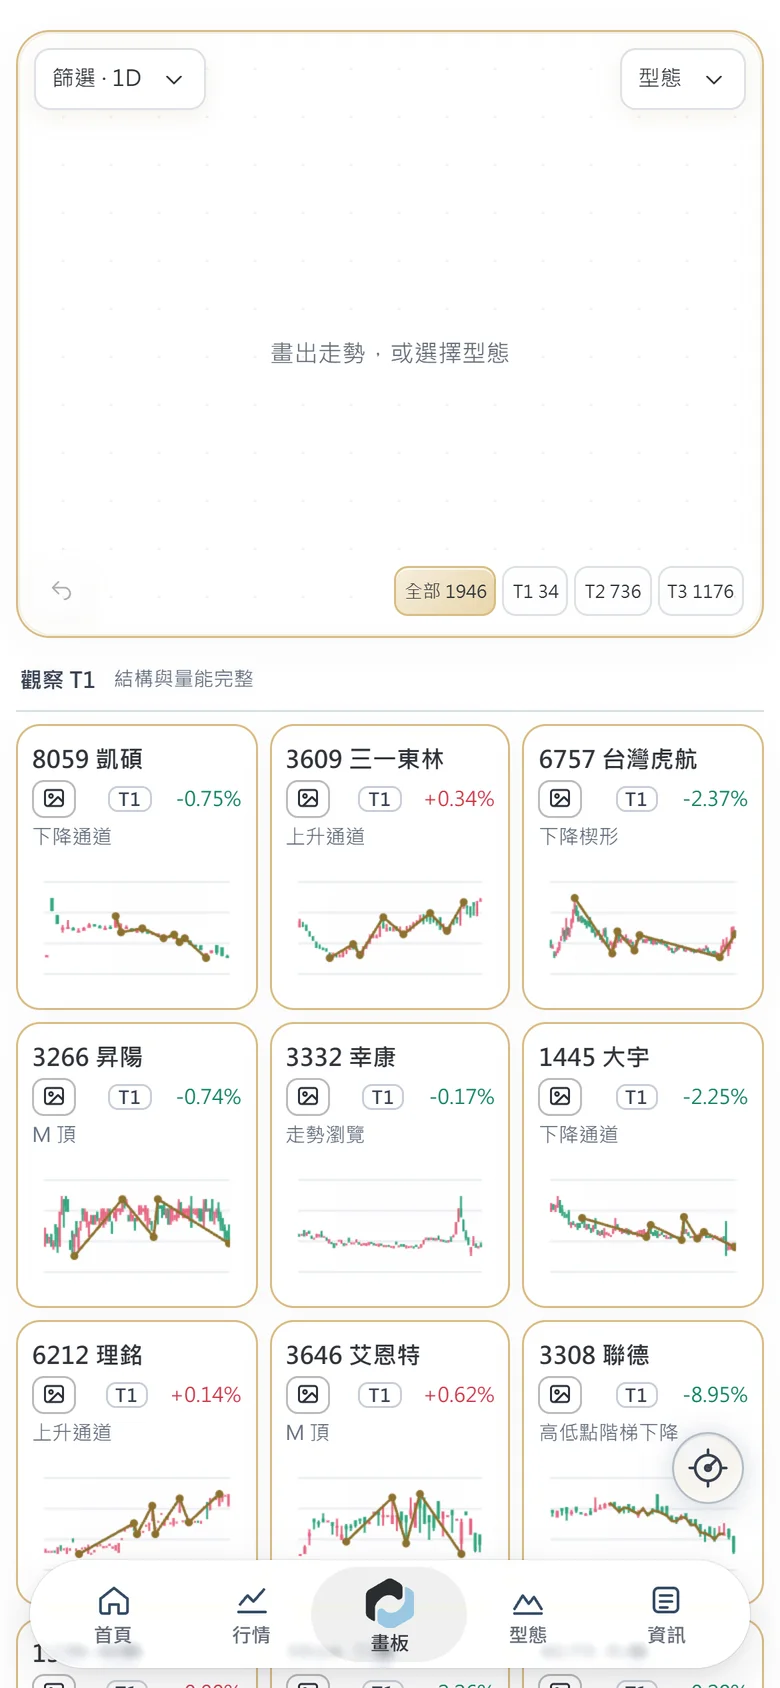 篩選 · 1D
型態
畫出走勢，或選擇型態
全部 1946
T1 34
T2 736
T3 1176
觀察 T1 結構與量能完整
8059 凱碩
T1 -0.75%
下降通道
3609 三一東林
T1 +0.34%
上升通道
6757 台灣虎航
T1 -2.37%
下降楔形
3266 昇陽
T1 -0.74%
M 頂
3332 幸康
T1 -0.17%
走勢瀏覽
1445 大宇
T1 -2.25%
下降通道
6212 理銘
T1 +0.14%
上升通道
3646 艾恩特
T1 +0.62%
M 頂
3308 聯德
T1 -8.95%
高低點階梯下降
首頁
行情
畫板
型態
資訊